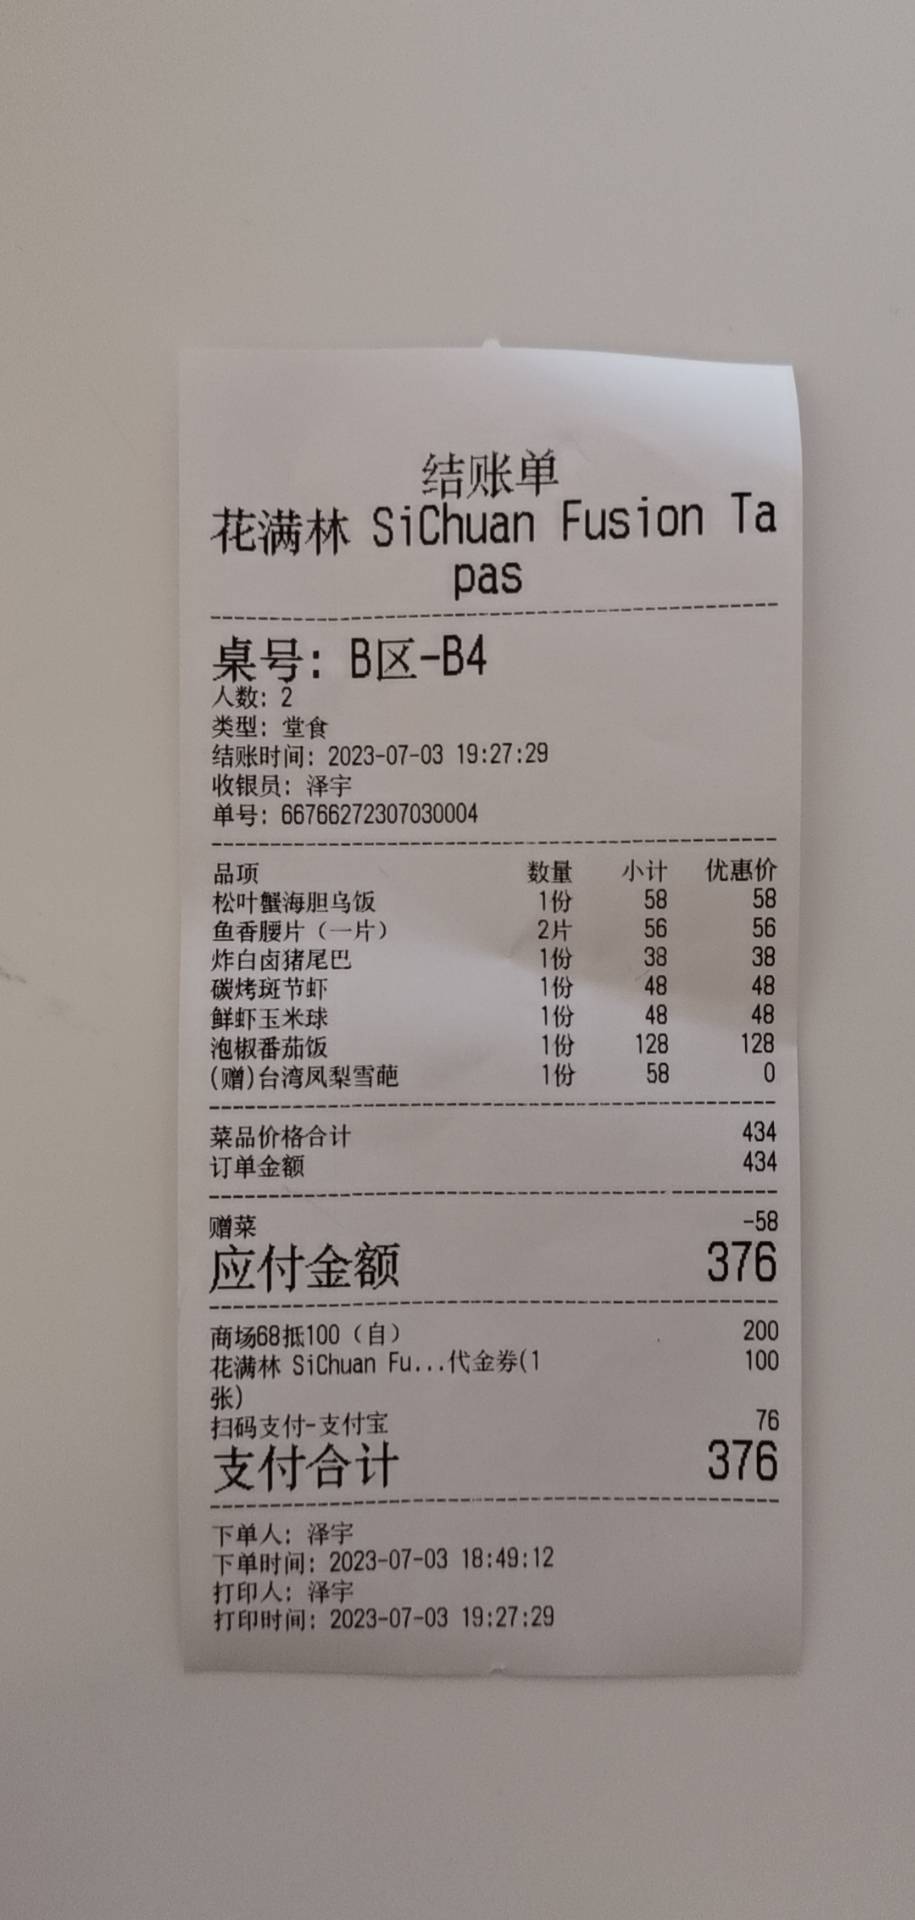 结账单
花满林 SiChuan Fusion Ta
pas
桌号: B区-B4
人数: 2
类型: 堂食
结账时间: 2023-07-03 19:27:29
收银员: 泽宇
单号: 66766272307030004
品项 数量 小计 优惠价
松叶蟹海胆乌饭 1份 58 58
鱼香腰片（一片） 2片 56 56
炸白卤猪尾巴 1份 38 38
碳烤斑节虾 1份 48 48
鲜虾玉米球 1份 48 48
泡椒番茄饭 1份 128 128
(赠)台湾凤梨雪葩 1份 58 0
菜品价格合计 434
订单金额 434
赠菜 -58
应付金额 376
商场68抵100（自） 200
花满林 SiChuan Fu...代金券(1 100
张)
扫码支付-支付宝 76
支付合计 376
下单人: 泽宇
下单时间: 2023-07-03 18:49:12
打印人: 泽宇
打印时间: 2023-07-03 19:27:29